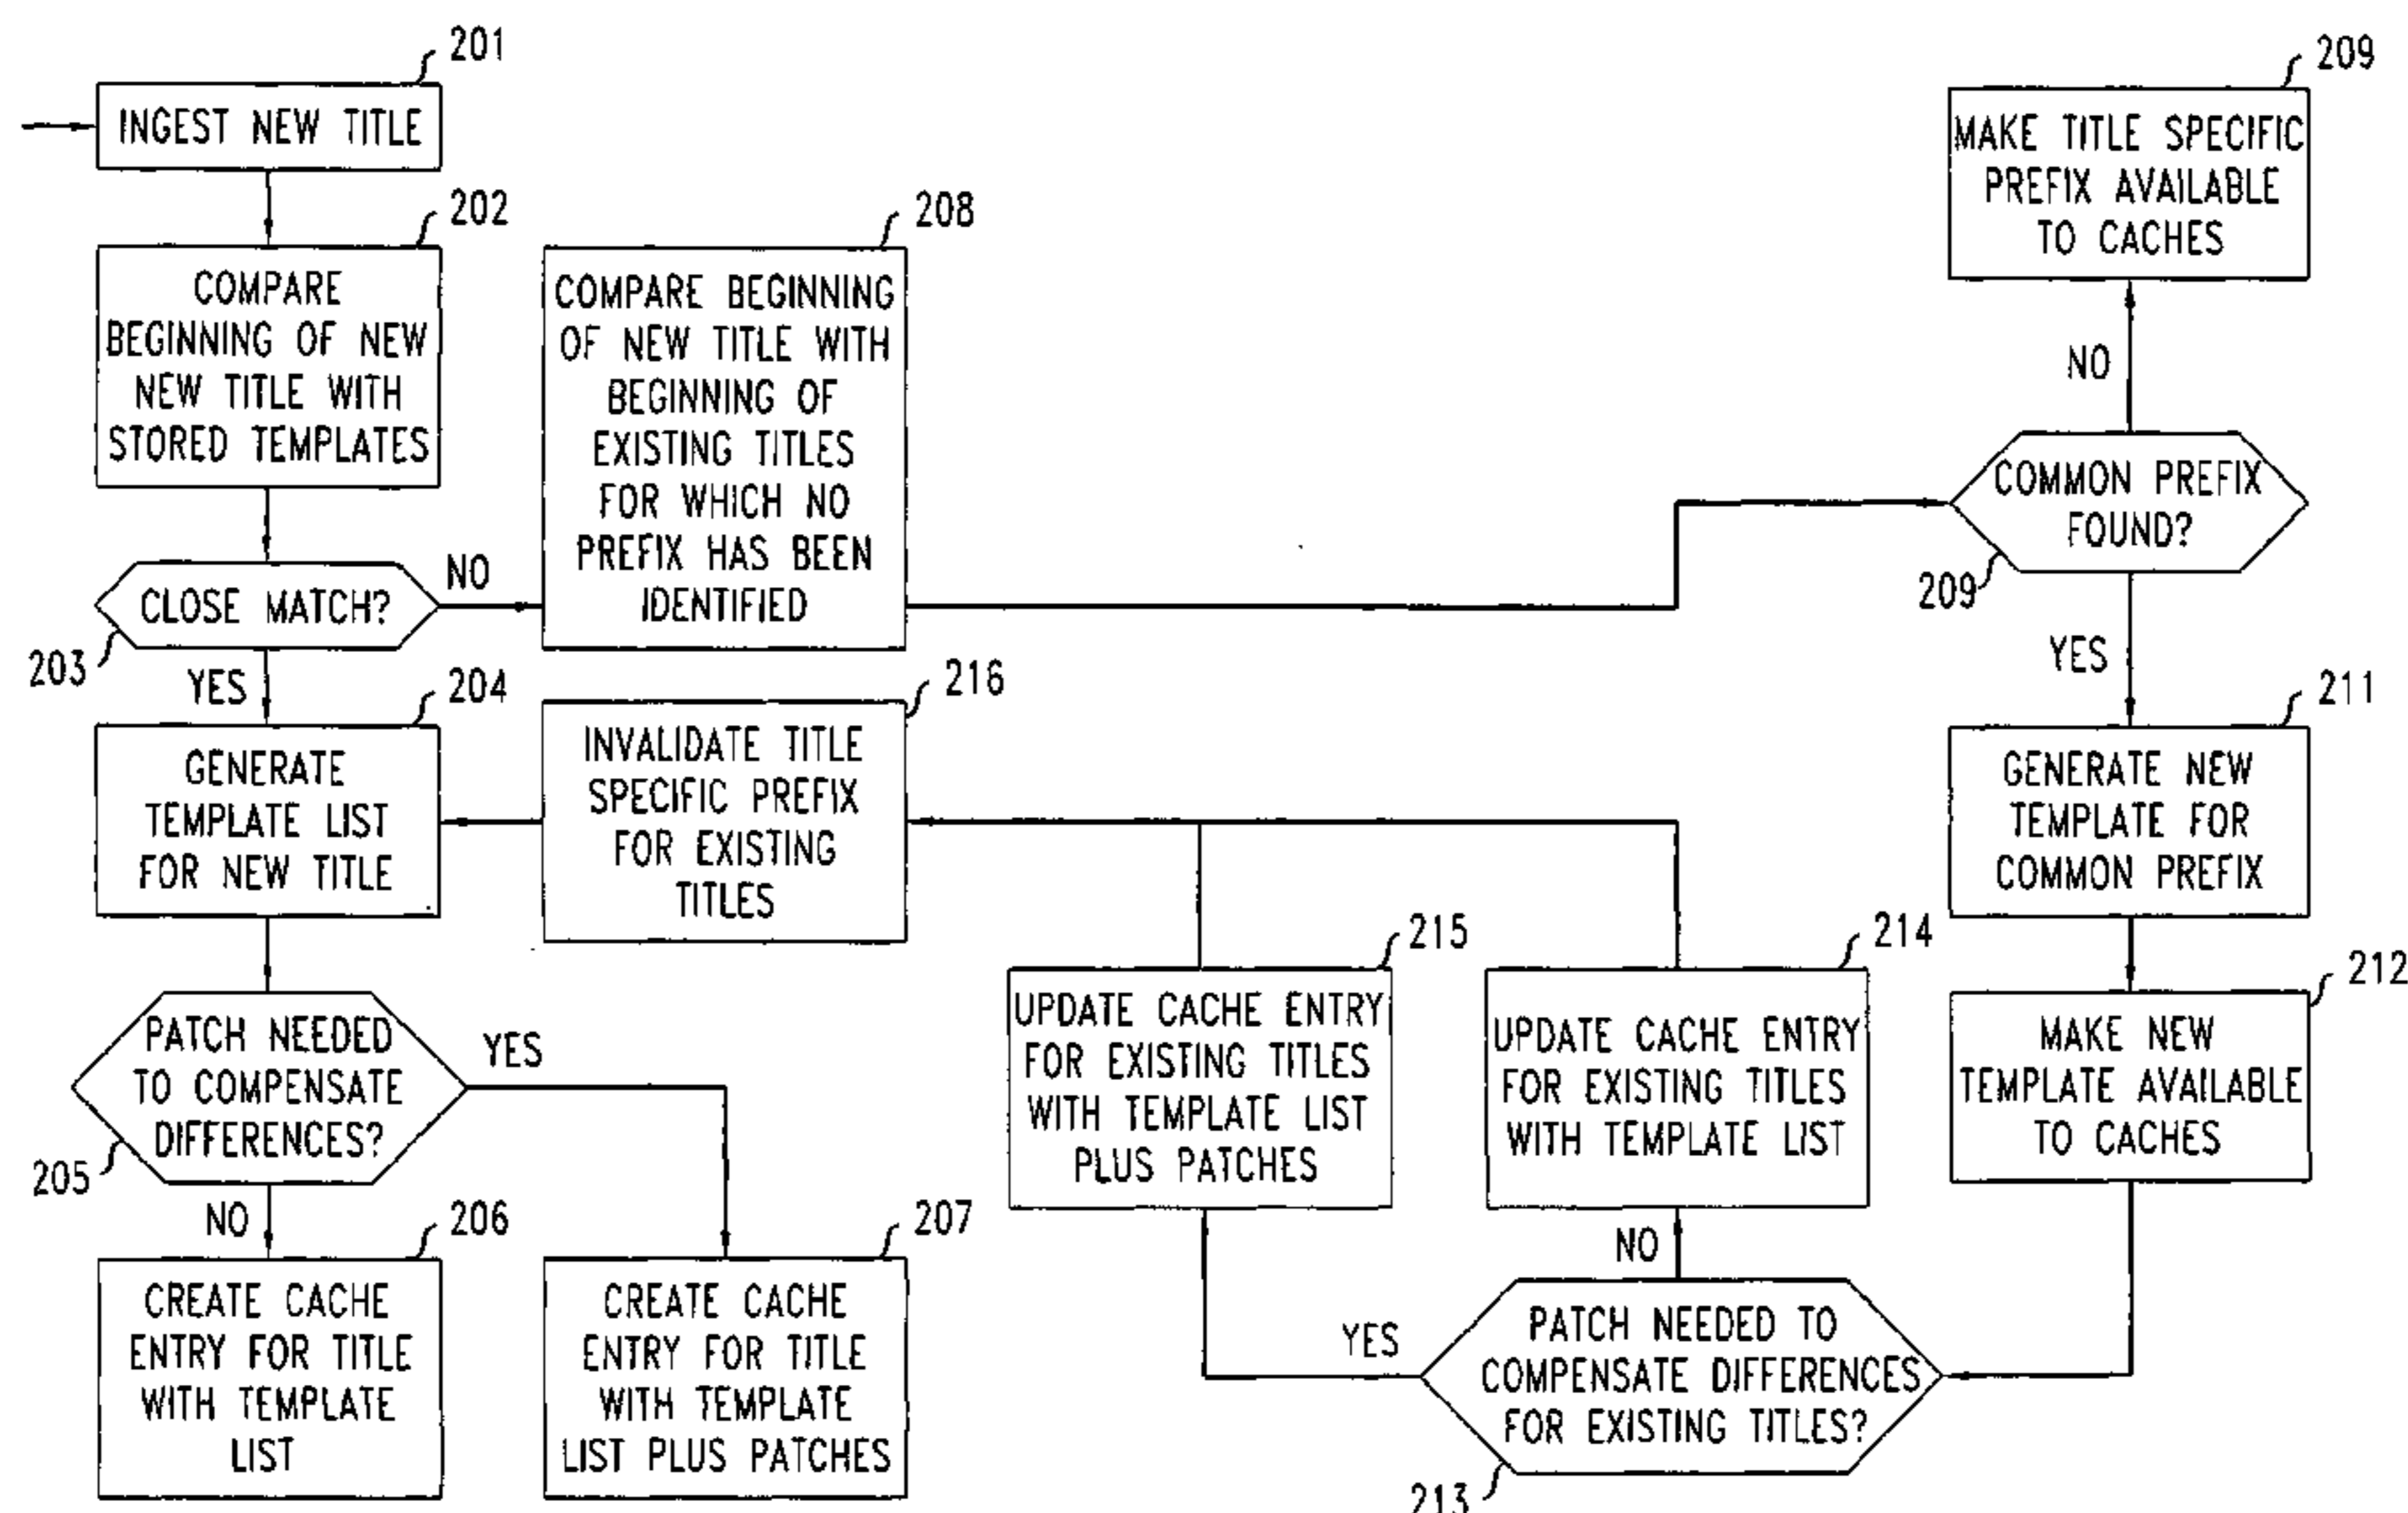 201
INGEST NEW TITLE
202
COMPARE
BEGINNING OF NEW
NEW TITLE WITH
STORED TEMPLATES
CLOSE MATCH?
203
NO
YES
208
COMPARE BEGINNING
OF NEW TITLE WITH
BEGINNING OF
EXISTING TITLES
FOR WHICH NO
PREFIX HAS BEEN
IDENTIFIED
209
MAKE TITLE SPECIFIC
PREFIX AVAILABLE
TO CACHES
NO
COMMON PREFIX
FOUND?
209
YES
204
GENERATE
TEMPLATE LIST
FOR NEW TITLE
216
INVALIDATE TITLE
SPECIFIC PREFIX
FOR EXISTING
TITLES
211
GENERATE NEW
TEMPLATE FOR
COMMON PREFIX
215
UPDATE CACHE ENTRY
FOR EXISTING TITLES
WITH TEMPLATE LIST
PLUS PATCHES
214
UPDATE CACHE ENTRY
FOR EXISTING TITLES
WITH TEMPLATE LIST
212
MAKE NEW
TEMPLATE AVAILABLE
TO CACHES
PATCH NEEDED
TO COMPENSATE
DIFFERENCES?
205
YES
NO
206
CREATE CACHE
ENTRY FOR TITLE
WITH TEMPLATE
LIST
207
CREATE CACHE
ENTRY FOR TITLE
WITH TEMPLATE
LIST PLUS PATCHES
YES
NO
PATCH NEEDED TO
COMPENSATE DIFFERENCES
FOR EXISTING TITLES?
213